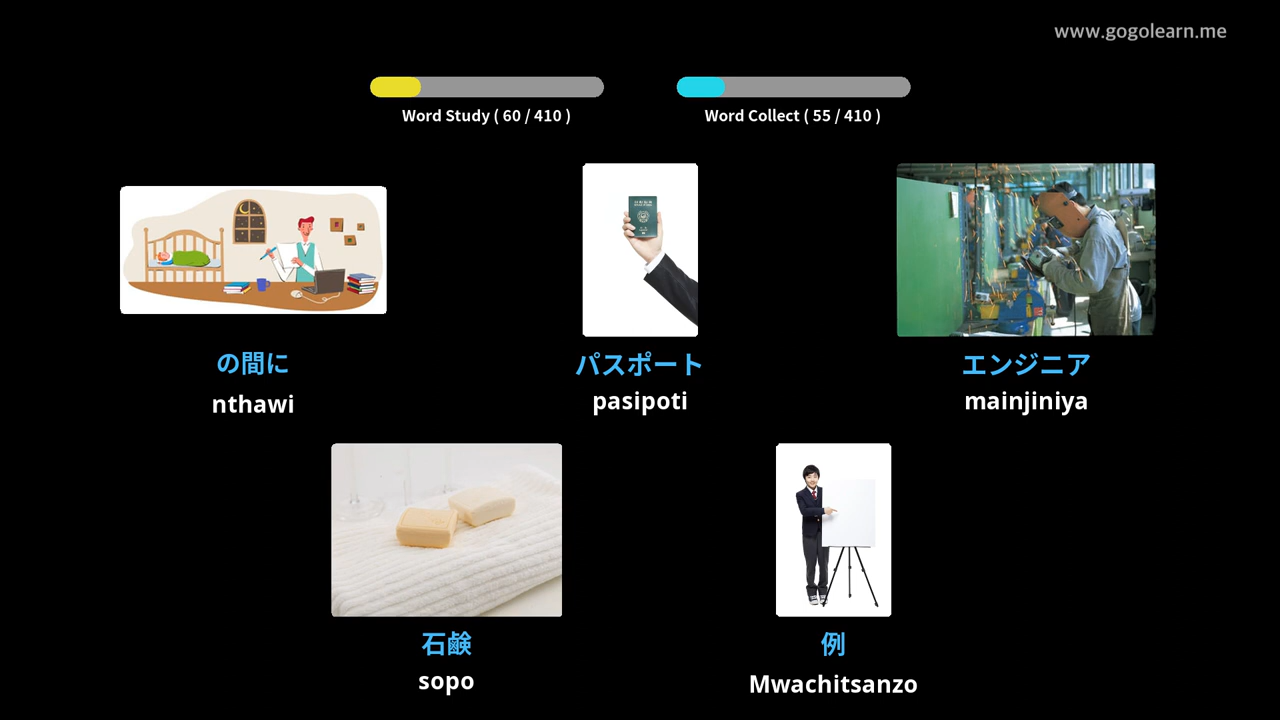 www.gogolearn.me
Word Study ( 60 / 410 )
Word Collect ( 55 / 410 )
の間に
nthawi
パスポート
pasipoti
エンジニア
mainjiniya
石鹸
sopo
例
Mwachitsanzo